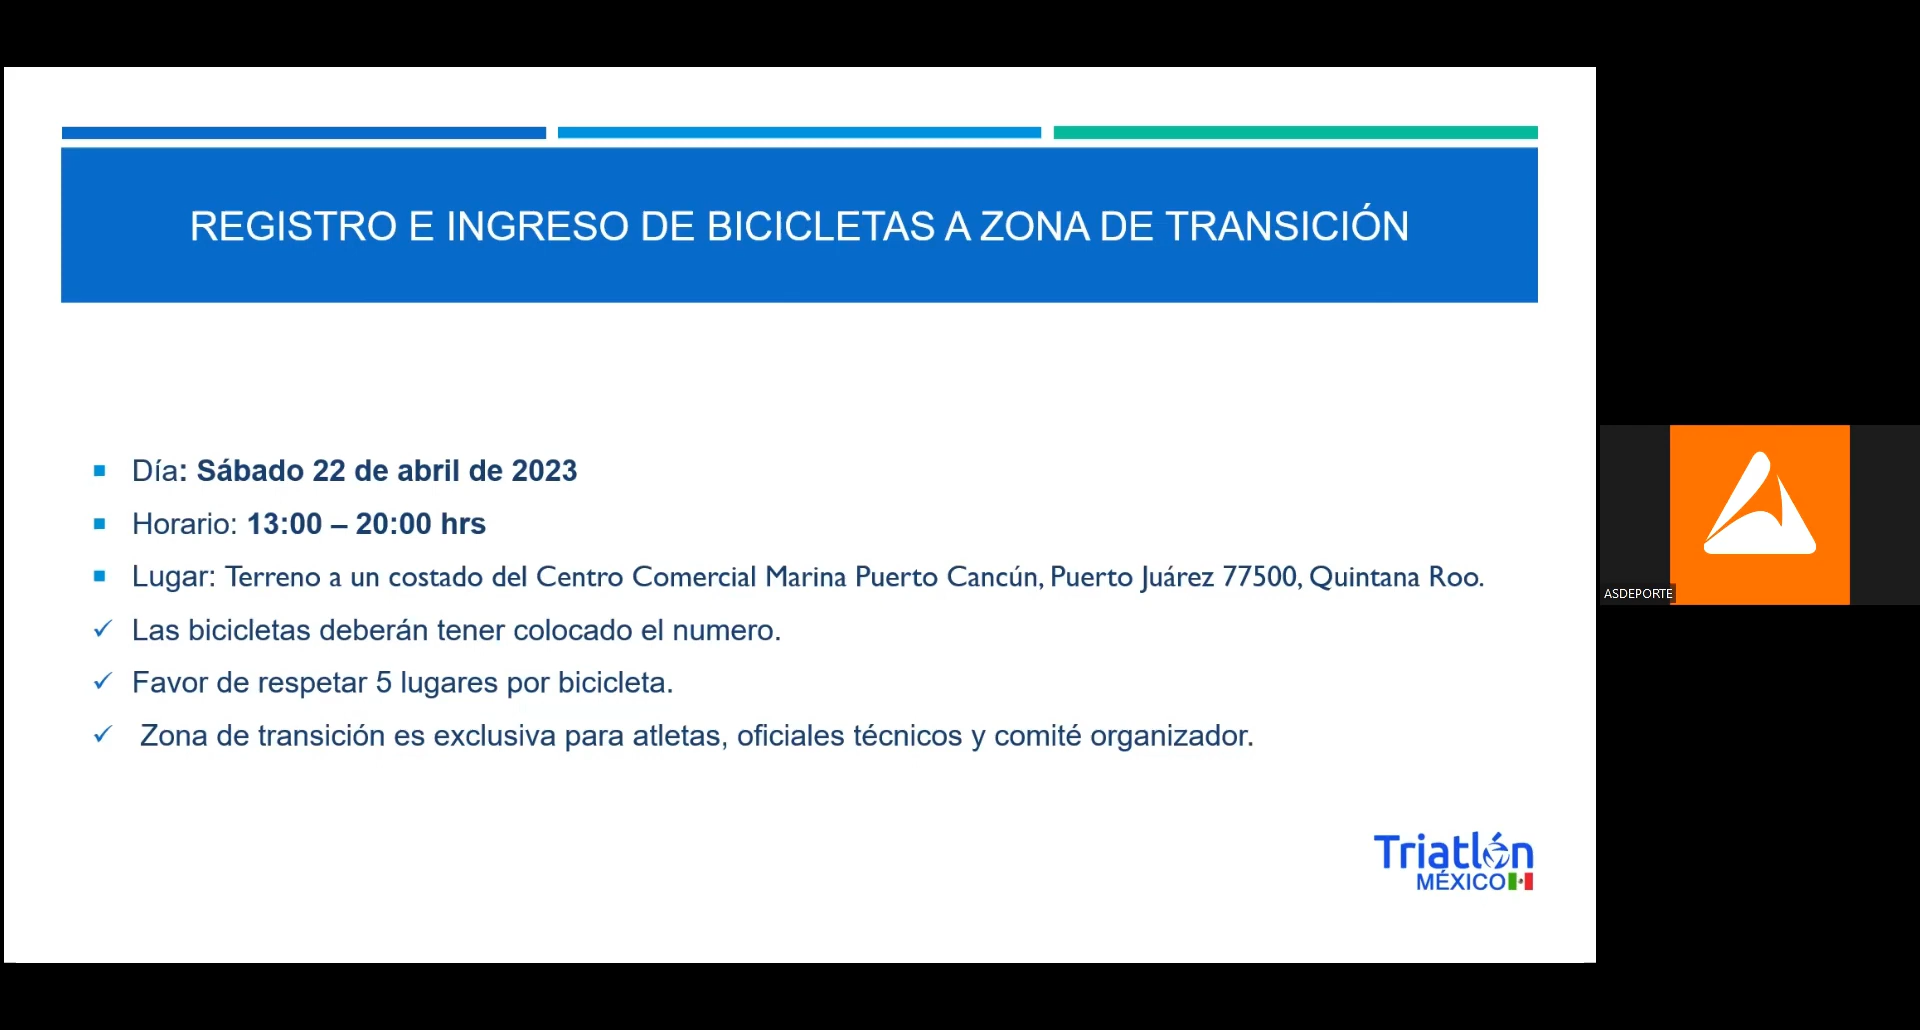 REGISTRO E INGRESO DE BICICLETAS A ZONA DE TRANSICIÓN
Día: Sábado 22 de abril de 2023
Horario: 13:00 – 20:00 hrs
Lugar: Terreno a un costado del Centro Comercial Marina Puerto Cancún, Puerto Juárez 77500, Quintana Roo.
Las bicicletas deberán tener colocado el numero.
Favor de respetar 5 lugares por bicicleta.
Zona de transición es exclusiva para atletas, oficiales técnicos y comité organizador.
ASDEPORTE
Triatlón
MÉXICO